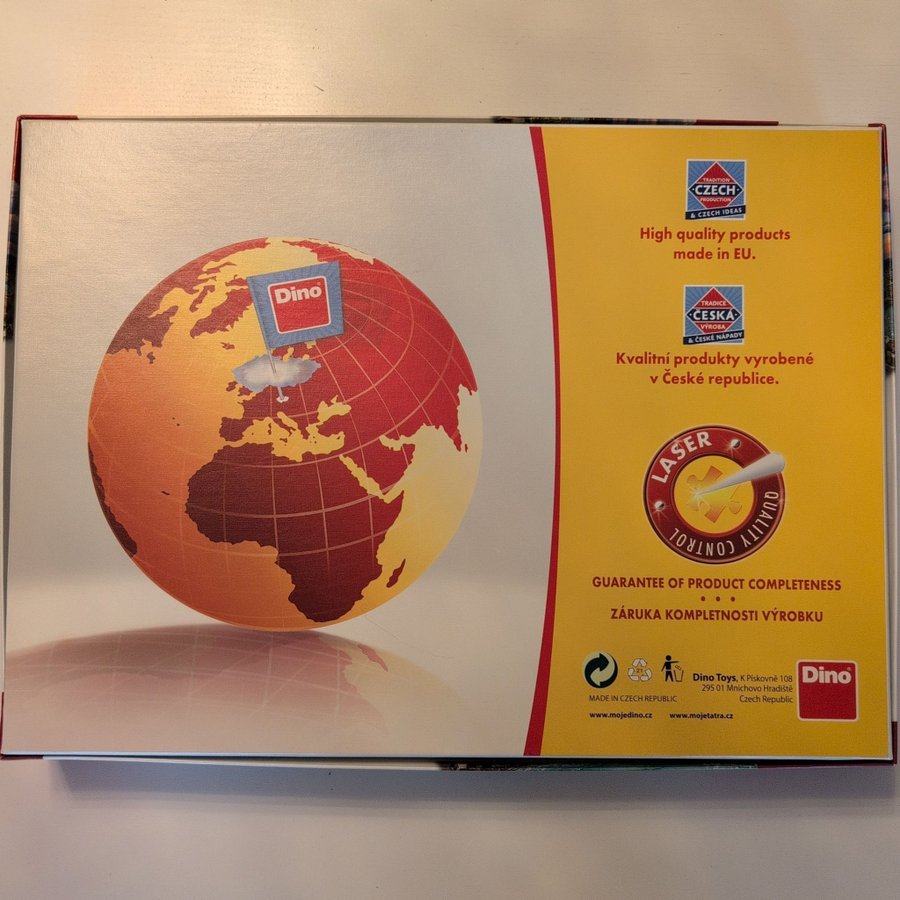 Dino
TRADITION
CZECH
PRODUCTION
& CZECH IDEAS
High quality products
made in EU.
TRADICE
ČESKÁ
VÝROBA
& ČESKÉ NÁPADY
Kvalitní produkty vyrobené
v České republice.
LASER
QUALITY CONTROL
GUARANTEE OF PRODUCT COMPLETENESS
• • •
ZÁRUKA KOMPLETNOSTI VÝROBKU
21
MADE IN CZECH REPUBLIC
www.mojedino.cz www.mojetatra.cz
Dino Toys, K Pískovně 108
295 01 Mnichovo Hradiště
Czech Republic
Dino